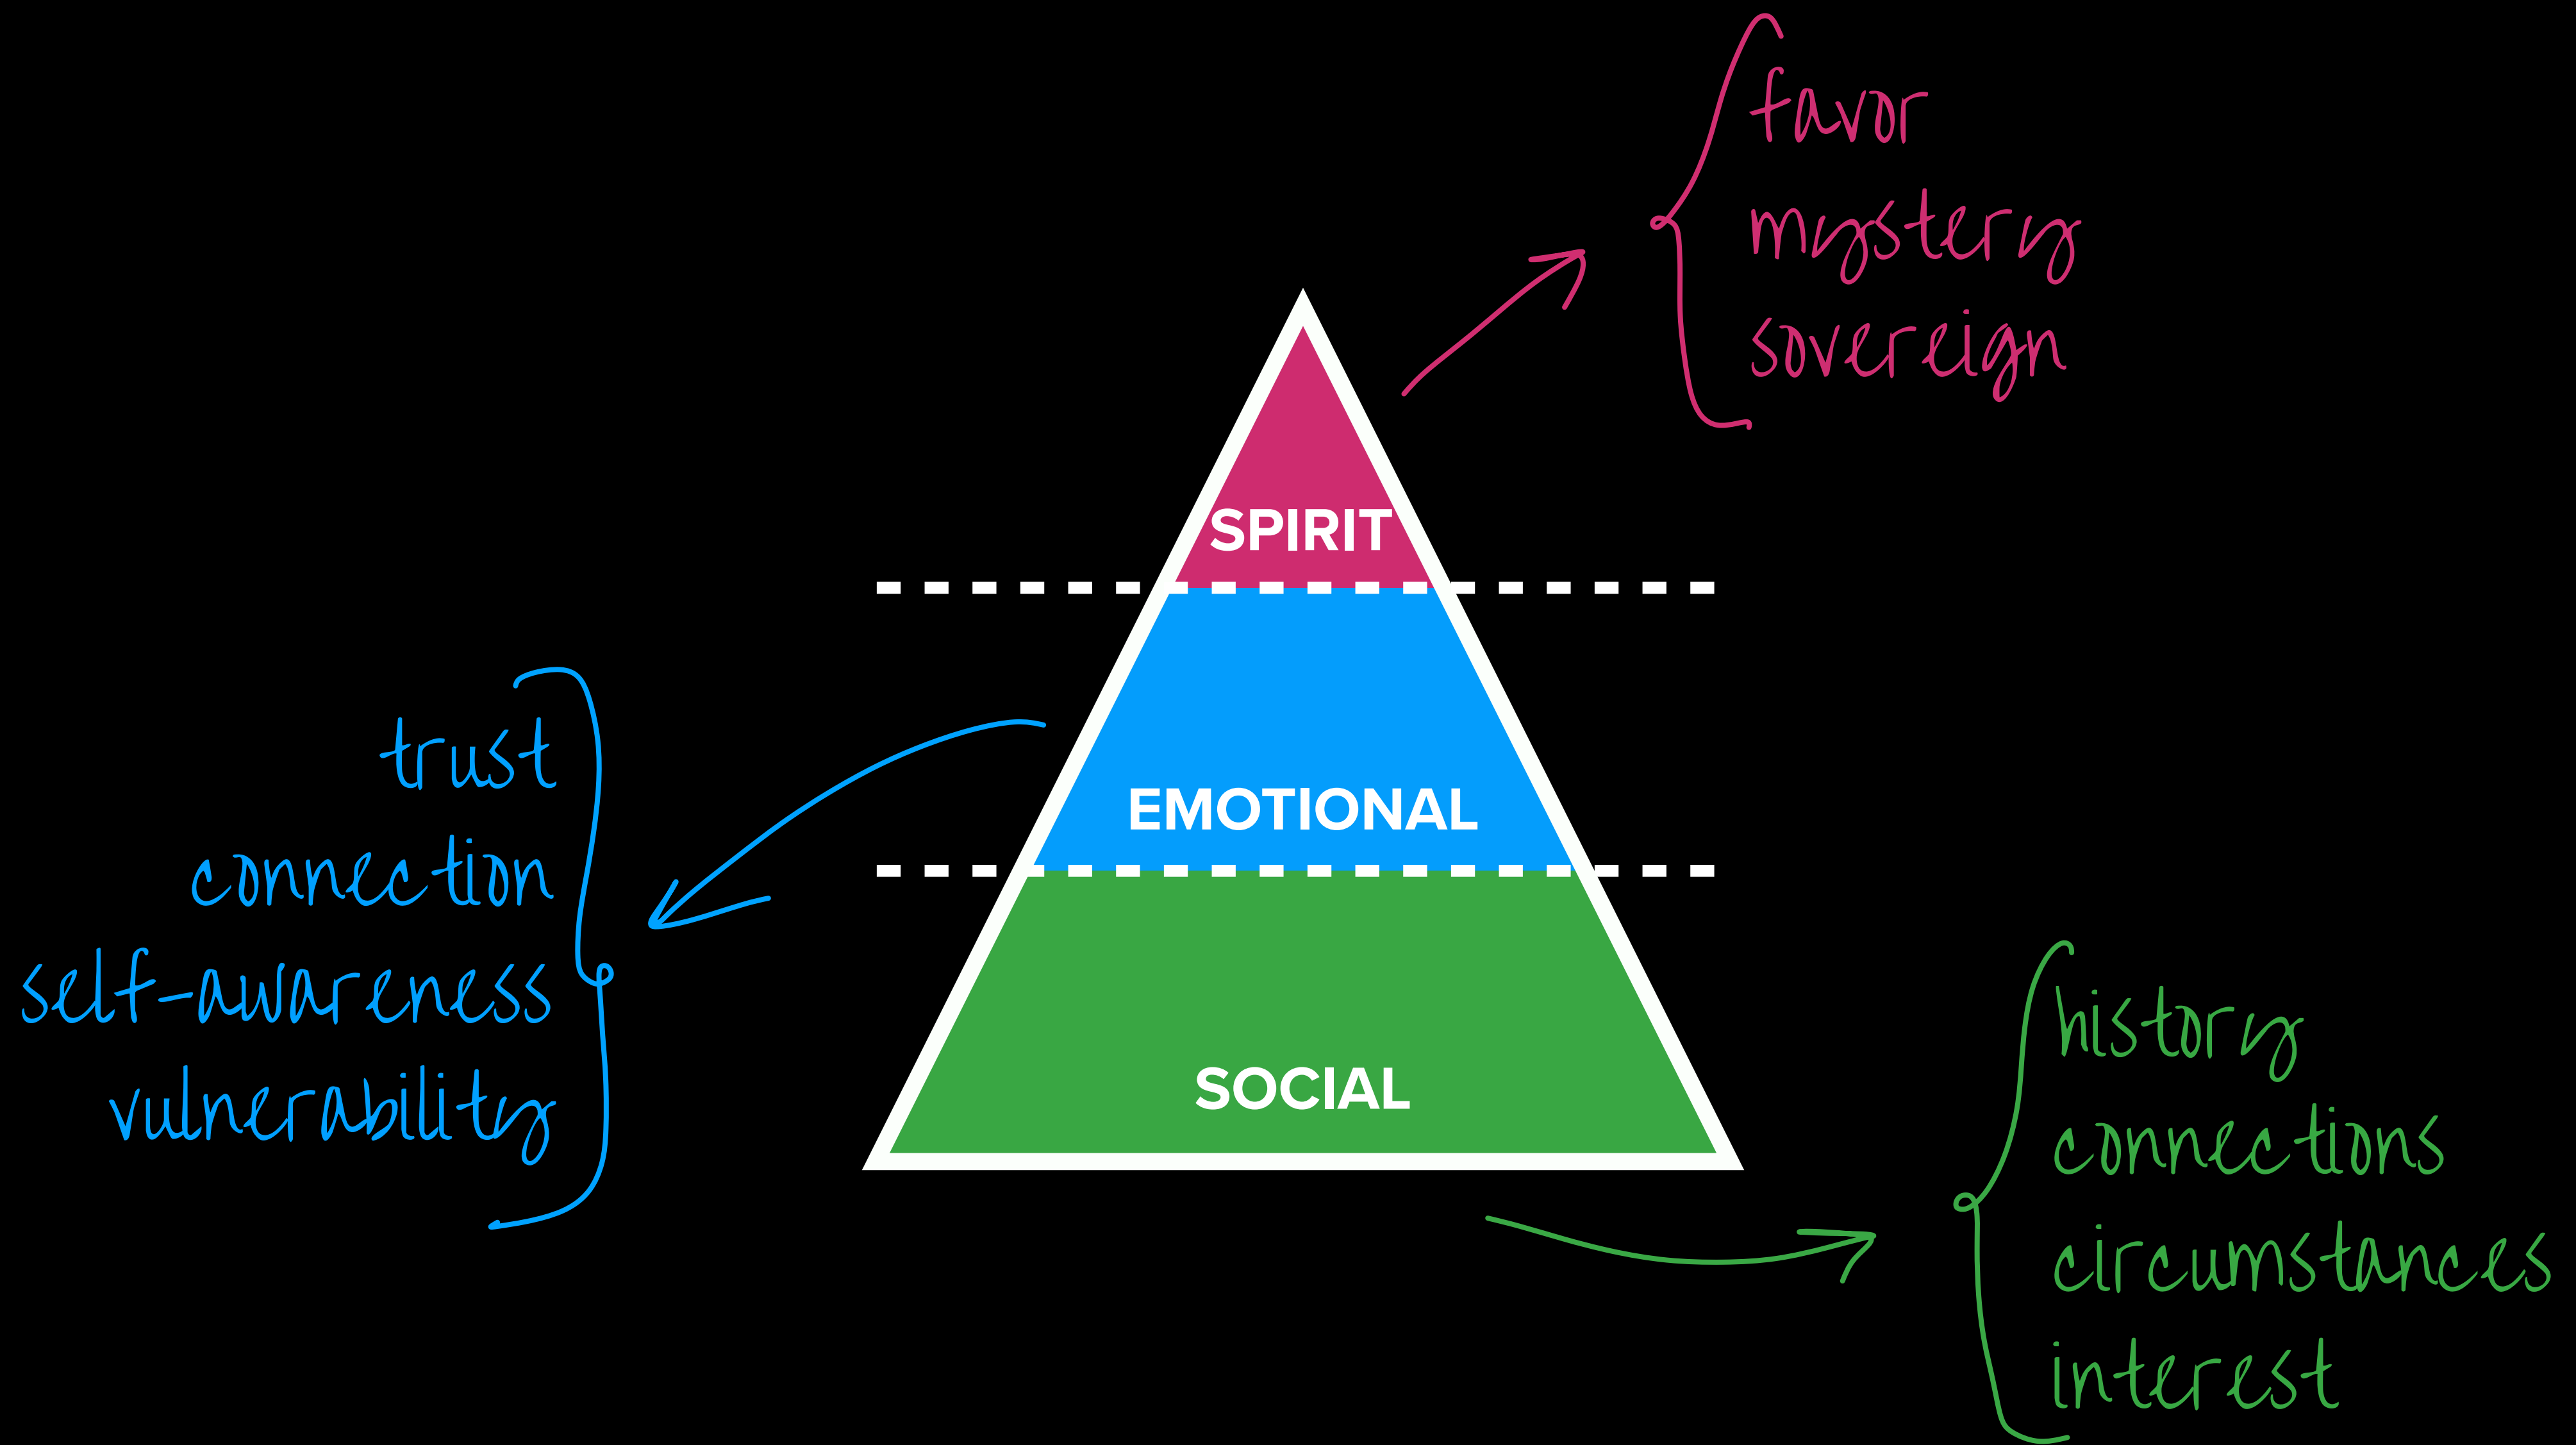 favor
mystery
sovereign
SPIRIT
EMOTIONAL
trust
connection
self-awareness
vulnerability
SOCIAL
history
connections
circumstances
interest